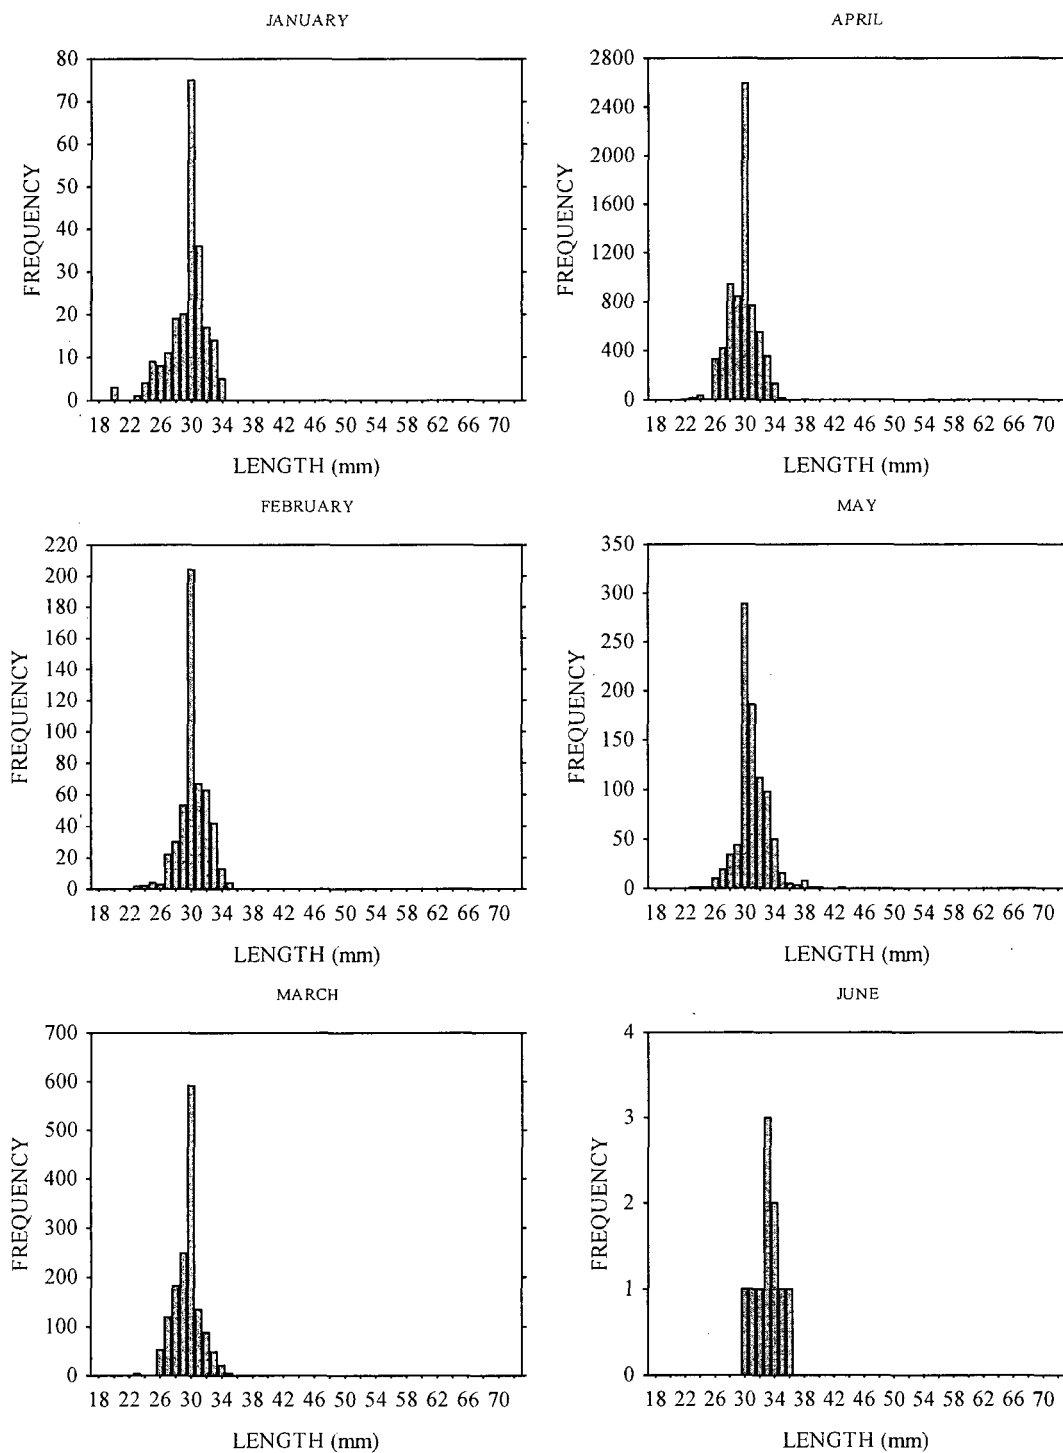 JANUARY
80
70
60
50
40
30
20
10
0
FREQUENCY
18 22 26 30 34 38 42 46 50 54 58 62 66 70
LENGTH (mm)
APRIL
2800
2400
2000
1600
1200
800
400
0
FREQUENCY
18 22 26 30 34 38 42 46 50 54 58 62 66 70
LENGTH (mm)
FEBRUARY
220
200
180
160
140
120
100
80
60
40
20
0
FREQUENCY
18 22 26 30 34 38 42 46 50 54 58 62 66 70
LENGTH (mm)
MAY
350
300
250
200
150
100
50
0
FREQUENCY
18 22 26 30 34 38 42 46 50 54 58 62 66 70
LENGTH (mm)
MARCH
700
600
500
400
300
200
100
0
FREQUENCY
18 22 26 30 34 38 42 46 50 54 58 62 66 70
LENGTH (mm)
JUNE
4
3
2
1
0
FREQUENCY
18 22 26 30 34 38 42 46 50 54 58 62 66 70
LENGTH (mm)